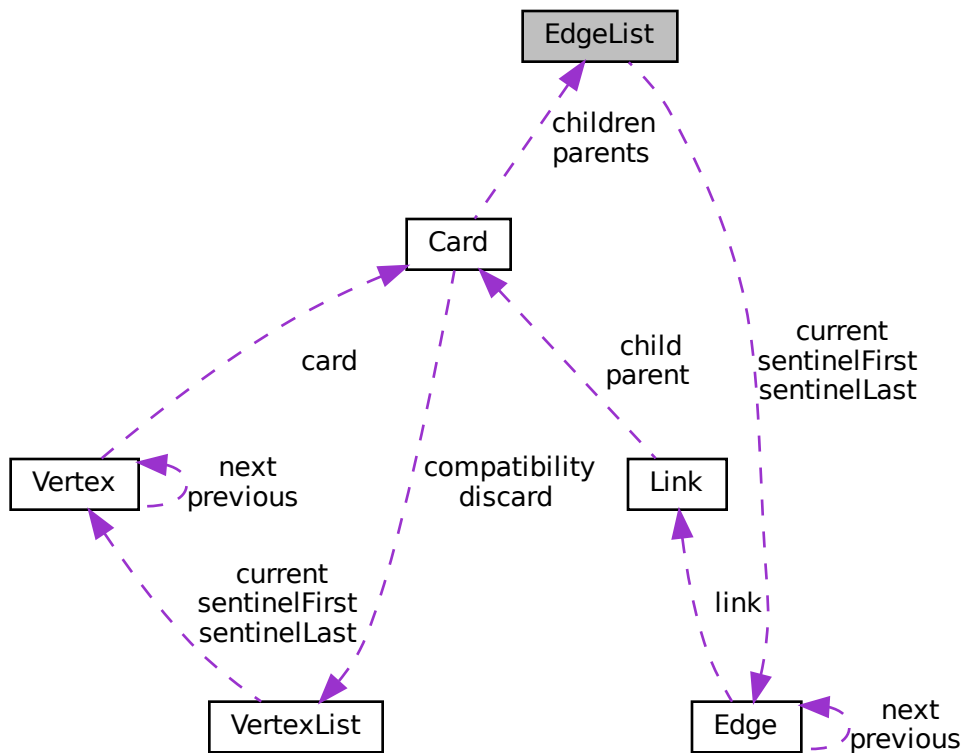 EdgeList
children
parents
Card
current
sentinelFirst
sentinelLast
card
child
parent
Vertex
next
previous
compatibility
discard
Link
current
sentinelFirst
sentinelLast
link
VertexList
Edge
next
previous